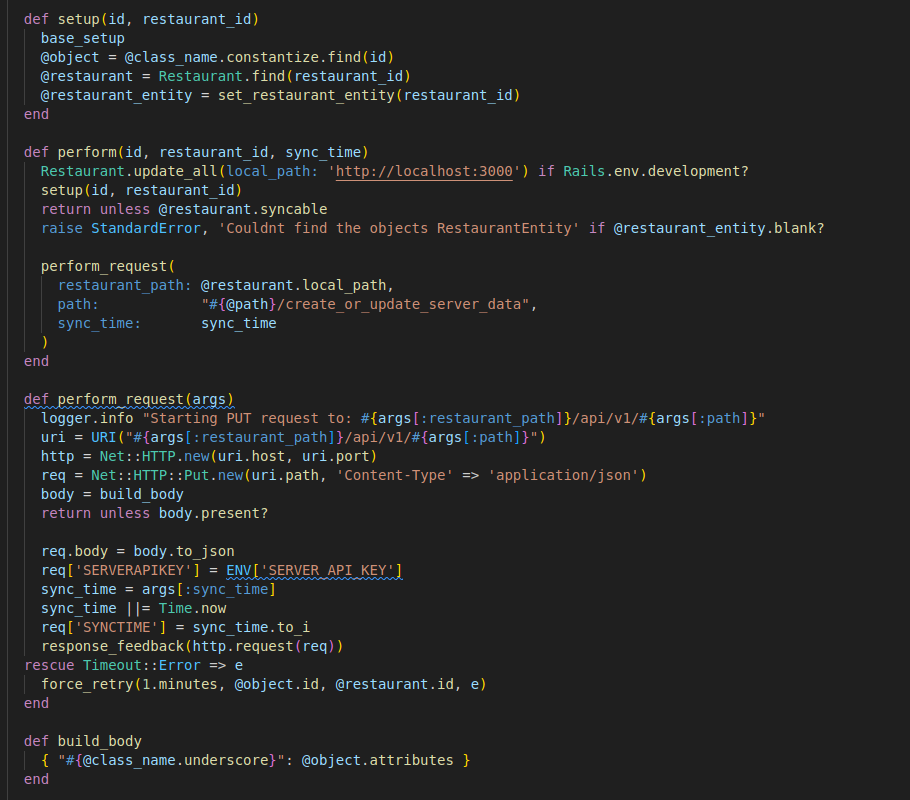 def setup(id, restaurant_id)
  base_setup
  @object = @class_name.constantize.find(id)
  @restaurant = Restaurant.find(restaurant_id)
  @restaurant_entity = set_restaurant_entity(restaurant_id)
end

def perform(id, restaurant_id, sync_time)
  Restaurant.update_all(local_path: 'http://localhost:3000') if Rails.env.development?
  setup(id, restaurant_id)
  return unless @restaurant.syncable
  raise StandardError, 'Couldnt find the objects RestaurantEntity' if @restaurant_entity.blank?

  perform_request(
    restaurant_path: @restaurant.local_path,
    path:            "#{@path}/create_or_update_server_data",
    sync_time:       sync_time
  )
end

def perform_request(args)
  logger.info "Starting PUT request to: #{args[:restaurant_path]}/api/v1/#{args[:path]}"
  uri = URI("#{args[:restaurant_path]}/api/v1/#{args[:path]}")
  http = Net::HTTP.new(uri.host, uri.port)
  req = Net::HTTP::Put.new(uri.path, 'Content-Type' => 'application/json')
  body = build_body
  return unless body.present?

  req.body = body.to_json
  req['SERVERAPIKEY'] = ENV['SERVER_API_KEY']
  sync_time = args[:sync_time]
  sync_time ||= Time.now
  req['SYNCTIME'] = sync_time.to_i
  response_feedback(http.request(req))
rescue Timeout::Error => e
  force_retry(1.minutes, @object.id, @restaurant.id, e)
end

def build_body
  { "#{@class_name.underscore}": @object.attributes }
end